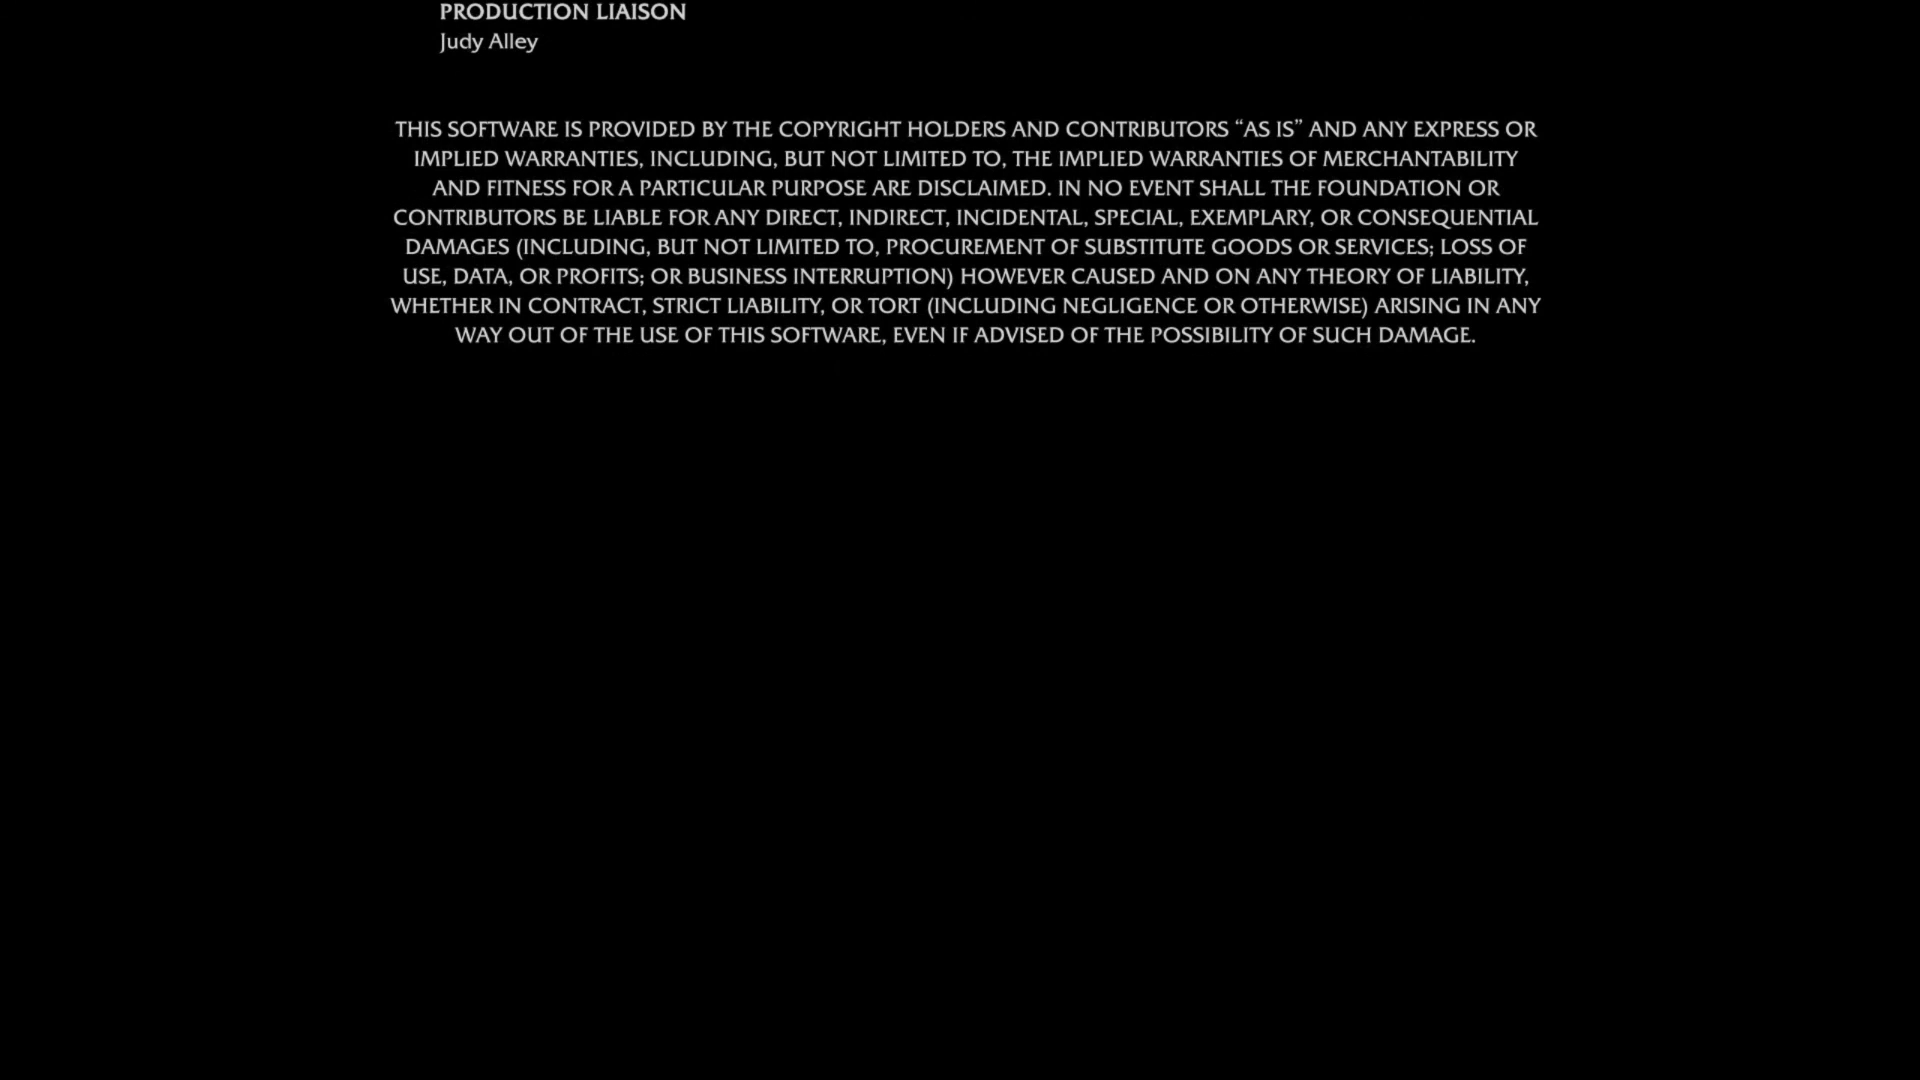 PRODUCTION LIAISON
Judy Alley
THIS SOFTWARE IS PROVIDED BY THE COPYRIGHT HOLDERS AND CONTRIBUTORS “AS IS” AND ANY EXPRESS OR
IMPLIED WARRANTIES, INCLUDING, BUT NOT LIMITED TO, THE IMPLIED WARRANTIES OF MERCHANTABILITY
AND FITNESS FOR A PARTICULAR PURPOSE ARE DISCLAIMED. IN NO EVENT SHALL THE FOUNDATION OR
CONTRIBUTORS BE LIABLE FOR ANY DIRECT, INDIRECT, INCIDENTAL, SPECIAL, EXEMPLARY, OR CONSEQUENTIAL
DAMAGES (INCLUDING, BUT NOT LIMITED TO, PROCUREMENT OF SUBSTITUTE GOODS OR SERVICES; LOSS OF
USE, DATA, OR PROFITS; OR BUSINESS INTERRUPTION) HOWEVER CAUSED AND ON ANY THEORY OF LIABILITY,
WHETHER IN CONTRACT, STRICT LIABILITY, OR TORT (INCLUDING NEGLIGENCE OR OTHERWISE) ARISING IN ANY
WAY OUT OF THE USE OF THIS SOFTWARE, EVEN IF ADVISED OF THE POSSIBILITY OF SUCH DAMAGE.